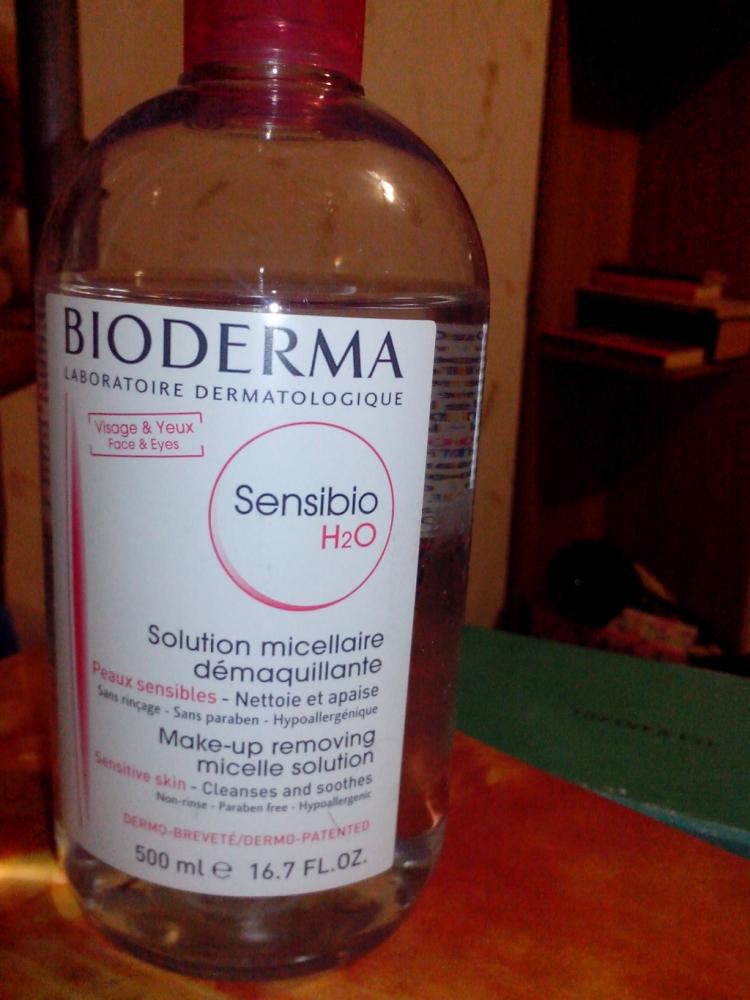 BIODERMA
LABORATOIRE DERMATOLOGIQUE
Visage & Yeux
Face & Eyes
Sensibio
H2O
Solution micellaire
démaquillante
Peaux sensibles - Nettoie et apaise
Sans rinçage - Sans paraben - Hypoallergénique
Make-up removing
micelle solution
Sensitive skin - Cleanses and soothes
Non-rinse - Paraben free - Hypoallergenic
DERMO-BREVETÉ/DERMO-PATENTED
500 ml ℮ 16.7 FL.OZ.
TIFFANY & CO.